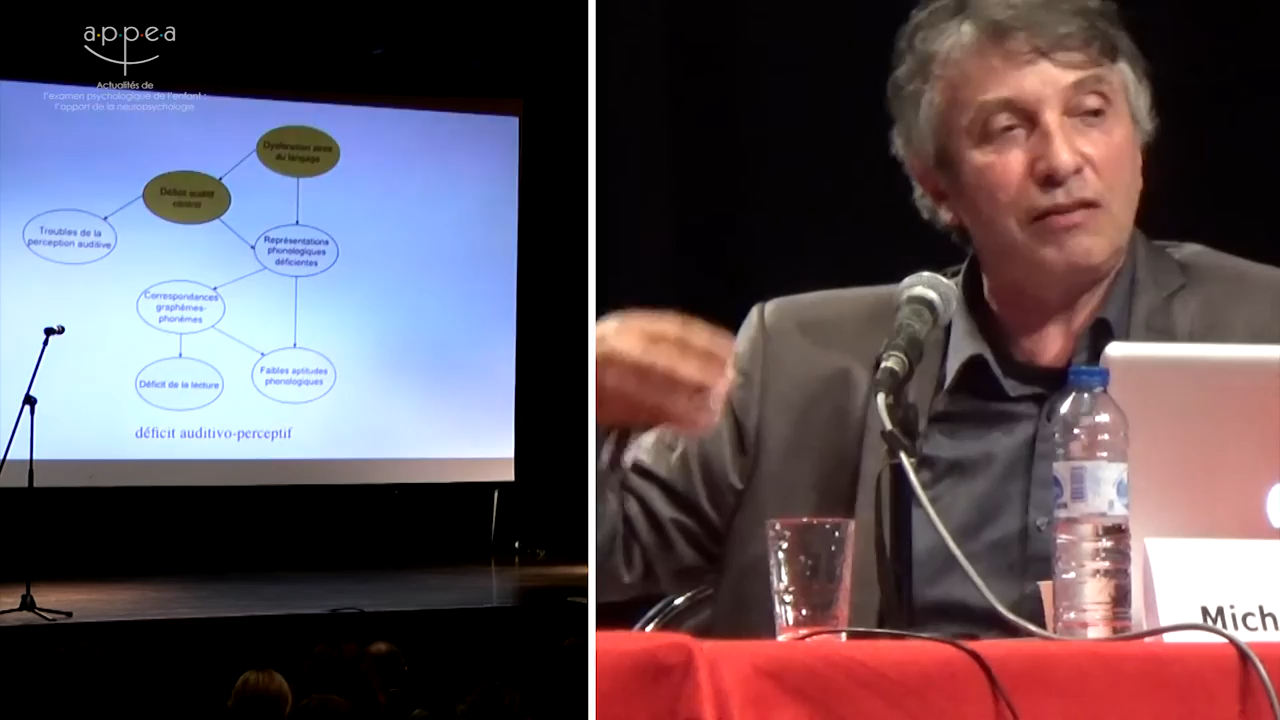 a·p·p·e·a
Actualités de
l'examen psychologique de l'enfant :
l'apport de la neuropsychologie
Dysfonction aires
du langage
Déficit auditif
central
Troubles de la
perception auditive
Représentations
phonologiques
déficientes
Correspondances
graphèmes-
phonèmes
Déficit de la lecture
Faibles aptitudes
phonologiques
déficit auditivo-perceptif
Mich